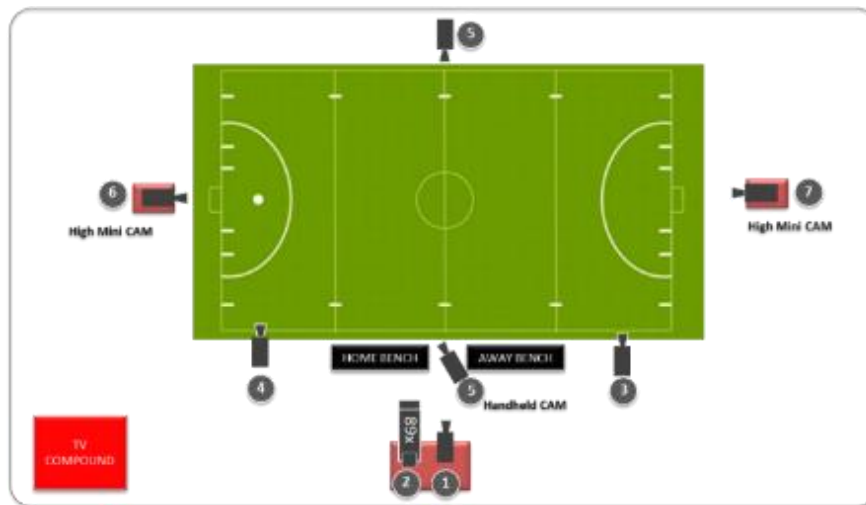 5
6
High Mini CAM
7
High Mini CAM
HOME BENCH
AWAY BENCH
4
5
Handheld CAM
3
89x
2
1
TV
COMPOUND